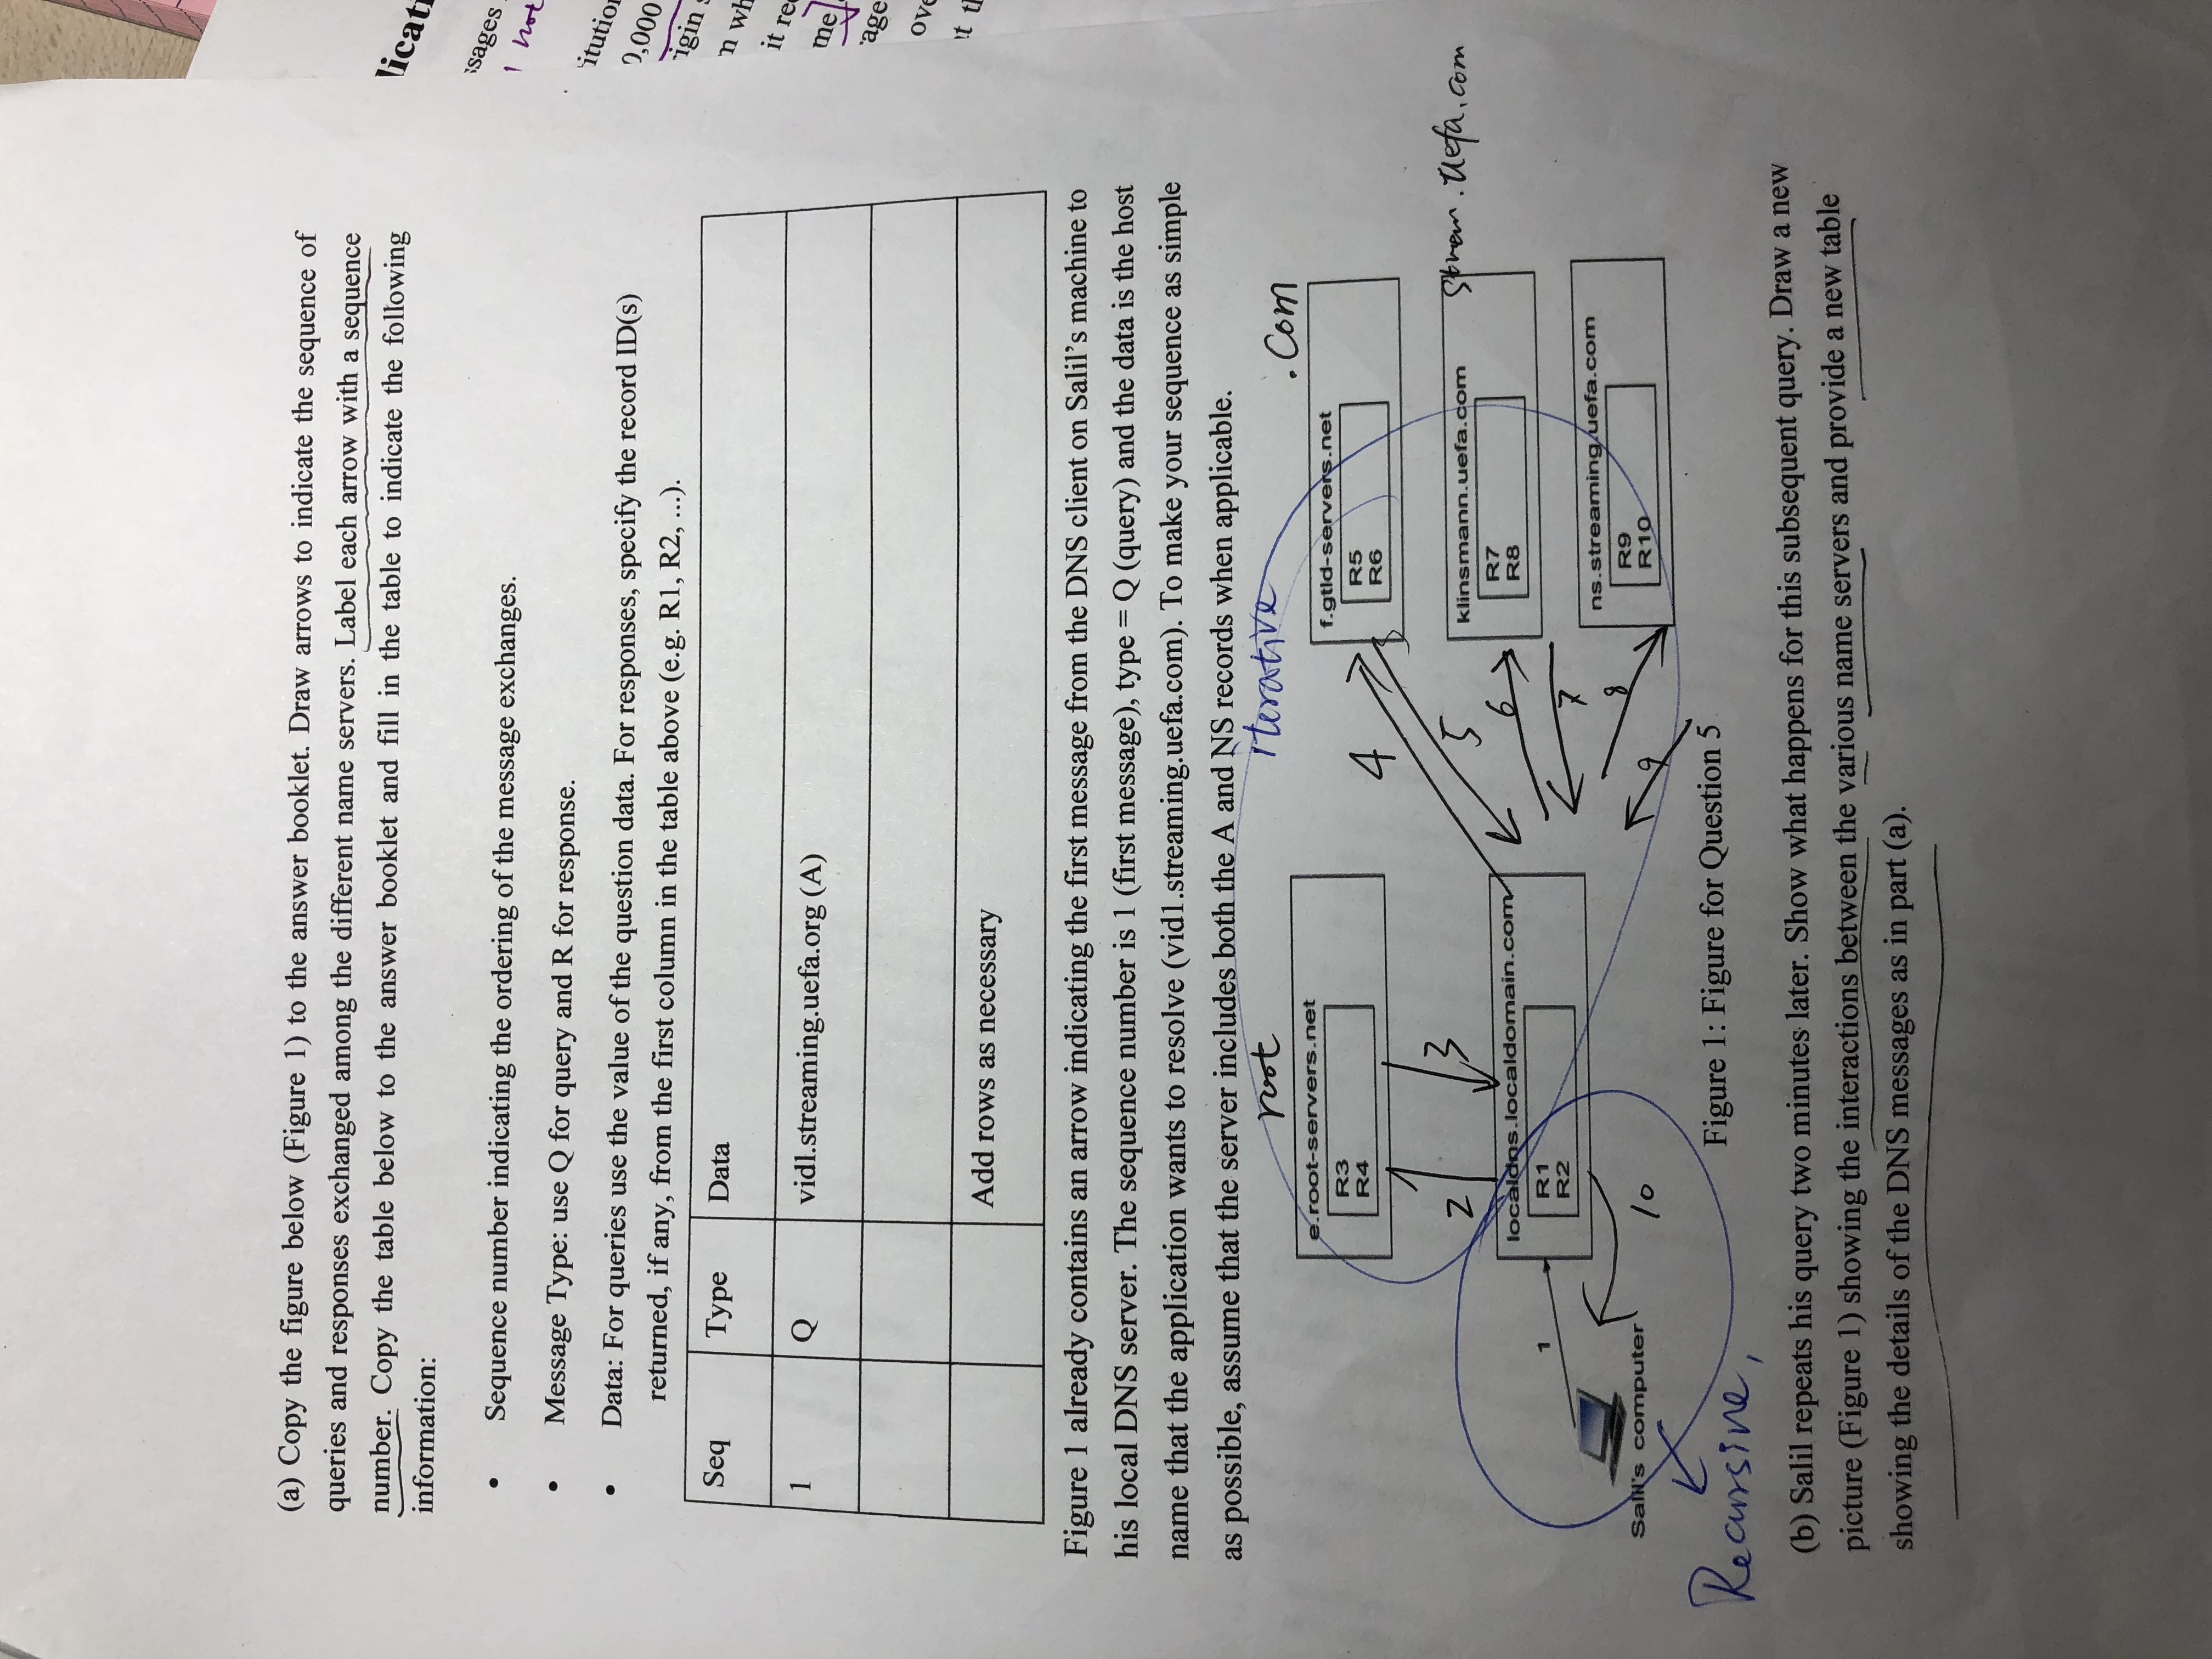 (a) Copy the figure below (Figure 1) to the answer booklet. Draw arrows to indicate the sequence of
queries and responses exchanged among the different name servers. Label each arrow with a sequence
number. Copy the table below to the answer booklet and fill in the table to indicate the following
information:
• Sequence number indicating the ordering of the message exchanges.
• Message Type: use Q for query and R for response.
• Data: For queries use the value of the question data. For responses, specify the record ID(s)
returned, if any, from the first column in the table above (e.g. R1, R2, ...).
Seq Type Data
1 Q vidl.streaming.uefa.org (A)
Add rows as necessary
Figure 1 already contains an arrow indicating the first message from the DNS client on Salil's machine to
his local DNS server. The sequence number is 1 (first message), type = Q (query) and the data is the host
name that the application wants to resolve (vid1.streaming.uefa.com). To make your sequence as simple
as possible, assume that the server includes both the A and NS records when applicable.
root
iterative
.Com
e.root-servers.net
R3
R4
f.gtld-servers.net
R5
R6
4
2
3
5
klinsmann.uefa.com
R7
R8
Strem.uefa.com
6
localdns.localdomain.com
R1
R2
1
7
ns.streaming.uefa.com
R9
R10
8
9
Salil's computer
10
Recursine,
Figure 1: Figure for Question 5
(b) Salil repeats his query two minutes later. Show what happens for this subsequent query. Draw a new
picture (Figure 1) showing the interactions between the various name servers and provide a new table
showing the details of the DNS messages as in part (a).
ssages
1 not
0,000
n wh
me
age